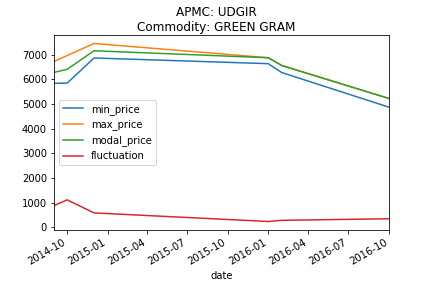 APMC: UDGIR
Commodity: GREEN GRAM
7000
6000
5000
4000
3000
2000
1000
0
min_price
max_price
modal_price
fluctuation
2014-10
2015-01
2015-04
2015-07
2015-10
2016-01
2016-04
2016-07
2016-10
date